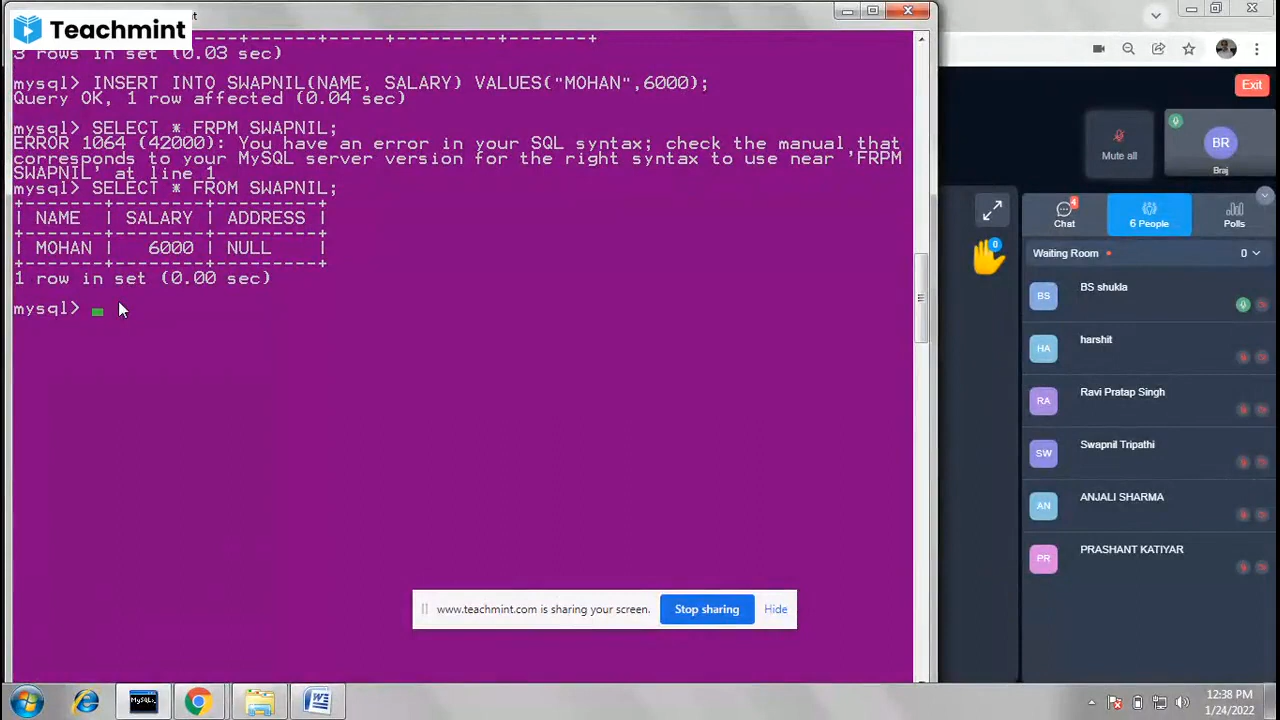 Teachmint
3 rows in set (0.03 sec)
mysql> INSERT INTO SWAPNIL(NAME, SALARY) VALUES("MOHAN",6000);
Query OK, 1 row affected (0.04 sec)
mysql> SELECT * FRPM SWAPNIL;
ERROR 1064 (42000): You have an error in your SQL syntax; check the manual that
corresponds to your MySQL server version for the right syntax to use near 'FRPM
SWAPNIL' at line 1
mysql> SELECT * FROM SWAPNIL;
+-------+--------+---------+
| NAME | SALARY | ADDRESS |
+-------+--------+---------+
| MOHAN | 6000 | NULL |
+-------+--------+---------+
1 row in set (0.00 sec)
mysql>
www.teachmint.com is sharing your screen. Stop sharing Hide
Exit
Mute all
BR
Braj
4
Chat
6 People
Polls
0
Waiting Room 0
BS BS shukla
HA harshit
RA Ravi Pratap Singh
SW Swapnil Tripathi
AN ANJALI SHARMA
PR PRASHANT KATIYAR
MySQL
12:38 PM
1/24/2022